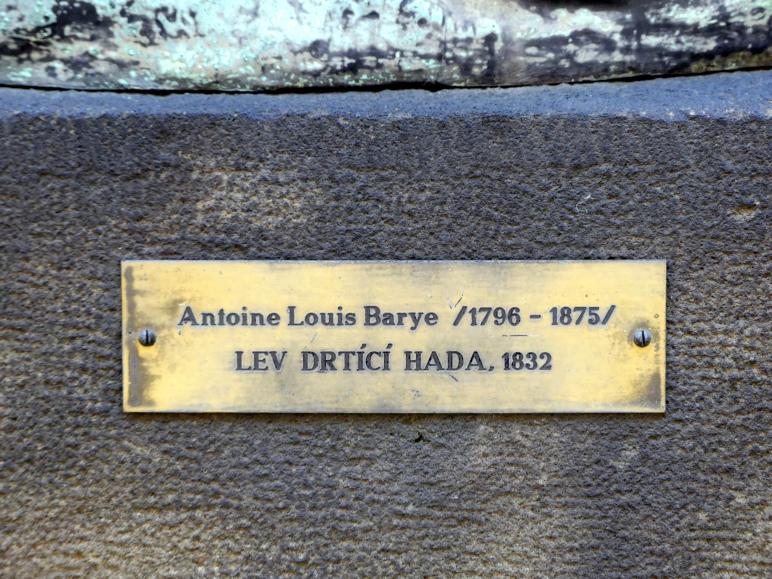 Antoine Louis Barye /1796 - 1875/
LEV DRTÍCÍ HADA, 1832